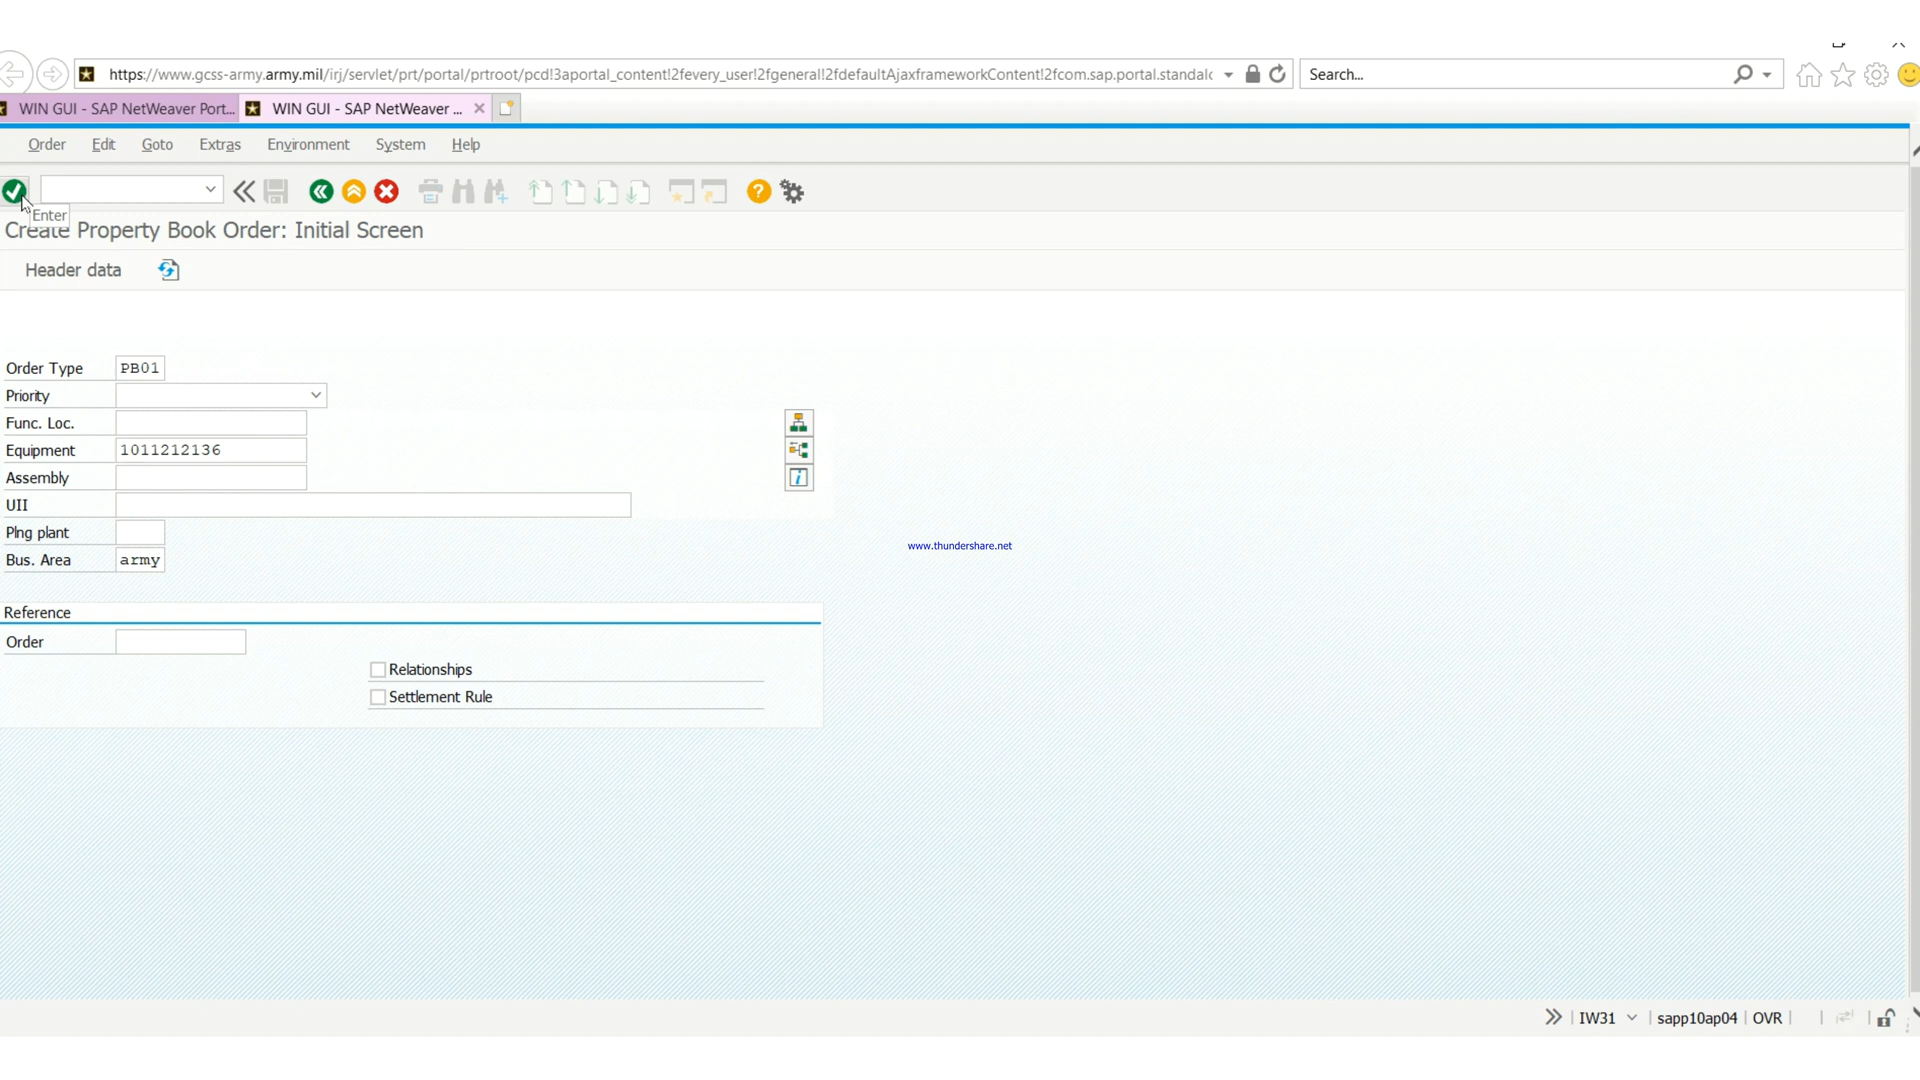 https://www.gcss-army.army.mil/irj/servlet/prt/portal/prtroot/pcd!3aportal_content!2fevery_user!2fgeneral!2fdefaultAjaxframeworkContent!2fcom.sap.portal.standalc
Search...
WIN GUI - SAP NetWeaver Port...
WIN GUI - SAP NetWeaver ...
Order Edit Goto Extras Environment System Help
Enter
Create Property Book Order: Initial Screen
Header data
Order Type PB01
Priority
Func. Loc.
Equipment 1011212136
Assembly
UII
Plng plant
Bus. Area army
www.thundershare.net
Reference
Order
Relationships
Settlement Rule
IW31 sapp10ap04 OVR